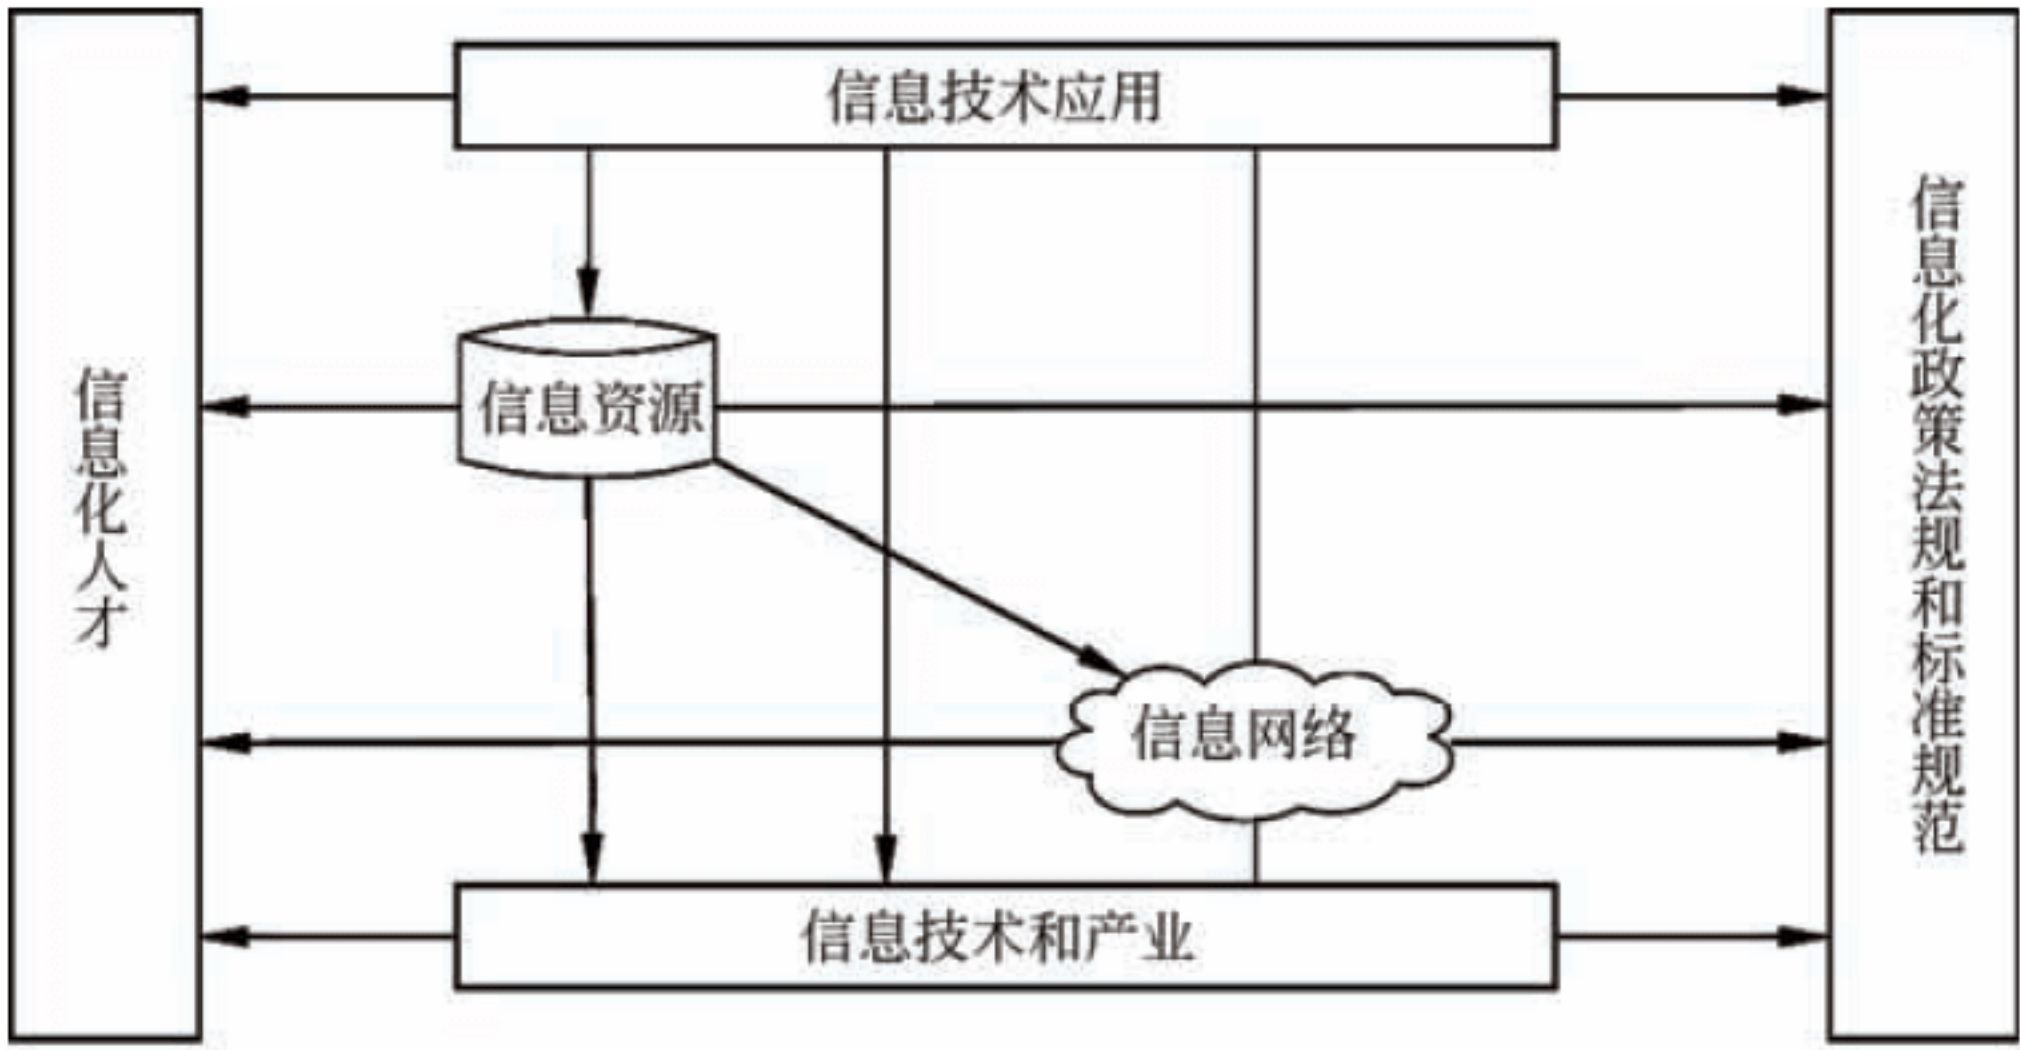 信息技术应用
信息化人才
信息资源
信息化政策法规和标准规范
信息网络
信息技术和产业